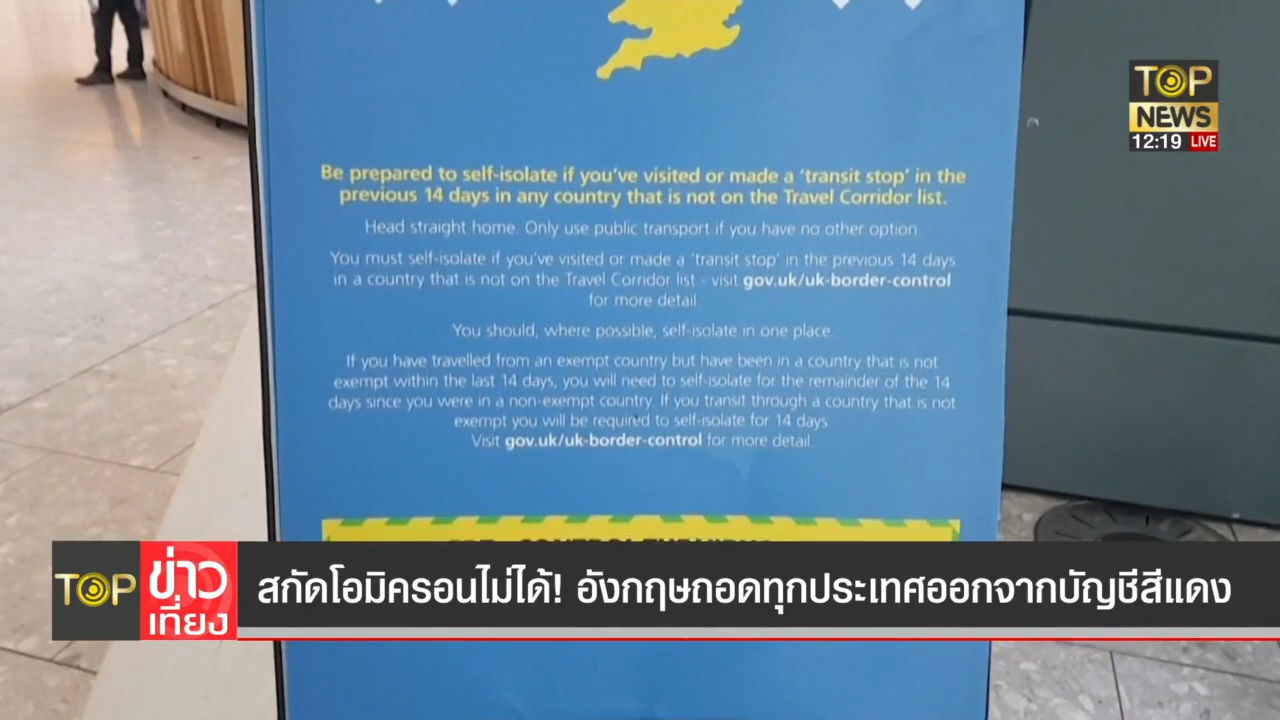 TOP
NEWS
12:19 LIVE
Be prepared to self-isolate if you've visited or made a 'transit stop' in the
previous 14 days in any country that is not on the Travel Corridor list.
Head straight home. Only use public transport if you have no other option.
You must self-isolate if you've visited or made a 'transit stop' in the previous 14 days
in a country that is not on the Travel Corridor list - visit gov.uk/uk-border-control
for more detail.
You should, where possible, self-isolate in one place.
If you have travelled from an exempt country but have been in a country that is not
exempt within the last 14 days, you will need to self-isolate for the remainder of the 14
days since you were in a non-exempt country. If you transit through a country that is not
exempt you will be required to self-isolate for 14 days.
Visit gov.uk/uk-border-control for more detail.
TOP ข่าวเที่ยง
สกัดโอมิครอนไม่ได้! อังกฤษถอดทุกประเทศออกจากบัญชีสีแดง